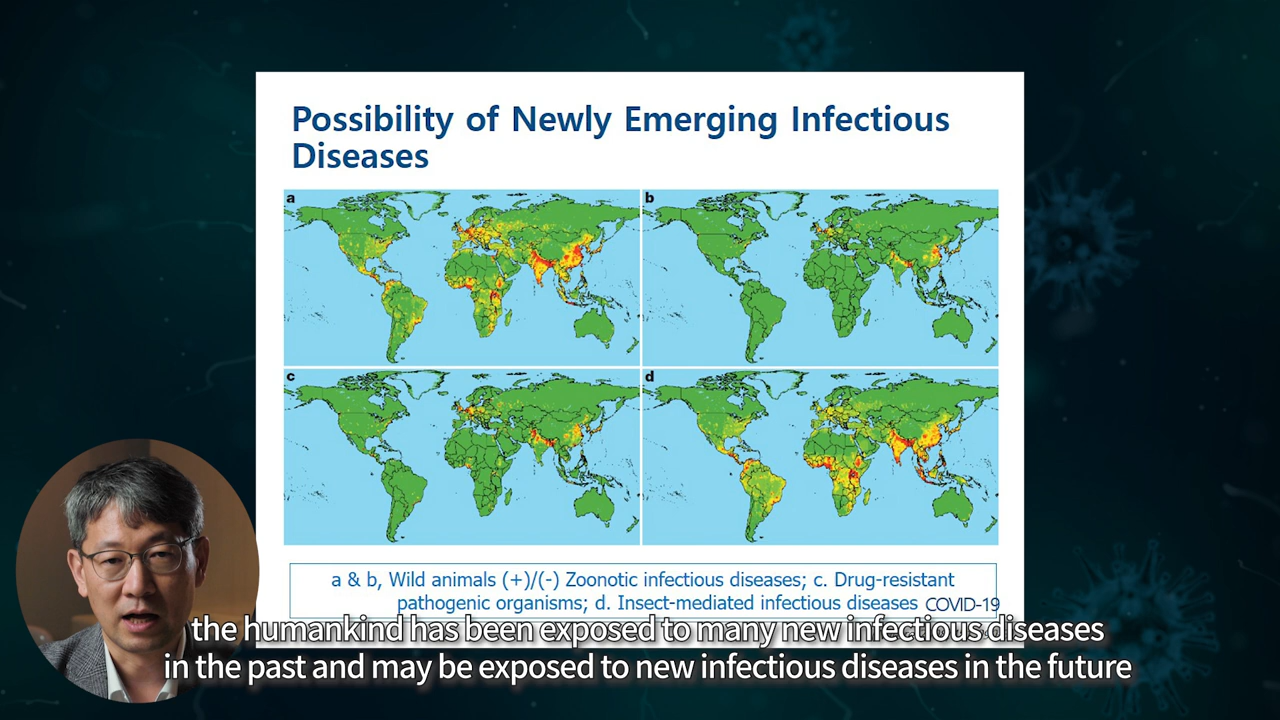 Possibility of Newly Emerging Infectious
Diseases
a
b
c
d
a & b, Wild animals (+)/(-) Zoonotic infectious diseases; c. Drug-resistant
pathogenic organisms; d. Insect-mediated infectious diseases
COVID-19
the humankind has been exposed to many new infectious diseases
in the past and may be exposed to new infectious diseases in the future